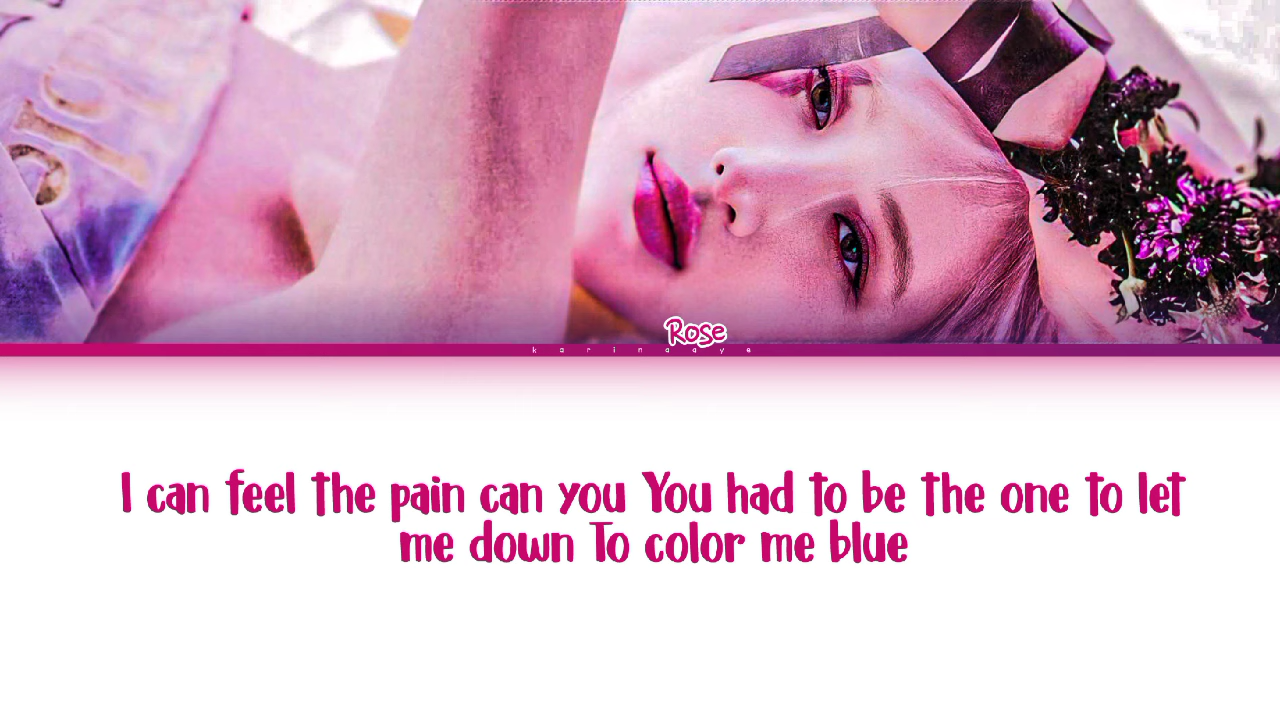 Rose
karinaaye
I can feel the pain can you You had to be the one to let
me down To color me blue